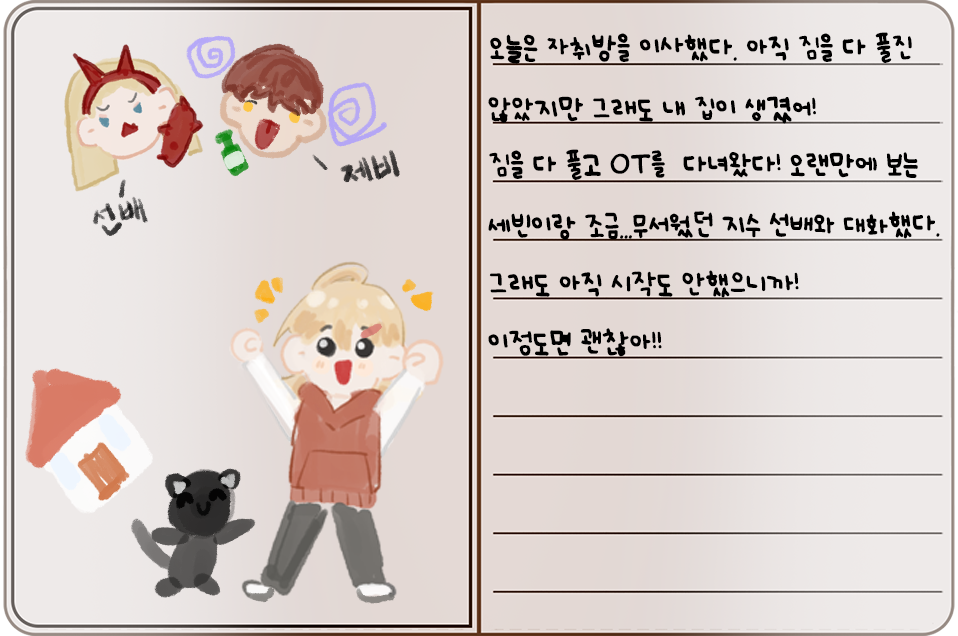 선배
제비
오늘은 자취방을 이사했다. 아직 짐을 다 풀진
않았지만 그래도 내 집이 생겼어!
짐을 다 풀고 OT를 다녀왔다! 오랜만에 보는
세빈이랑 조금...무서웠던 지수 선배와 대화했다.
그래도 아직 시작도 안했으니까!
이정도면 괜찮아!!